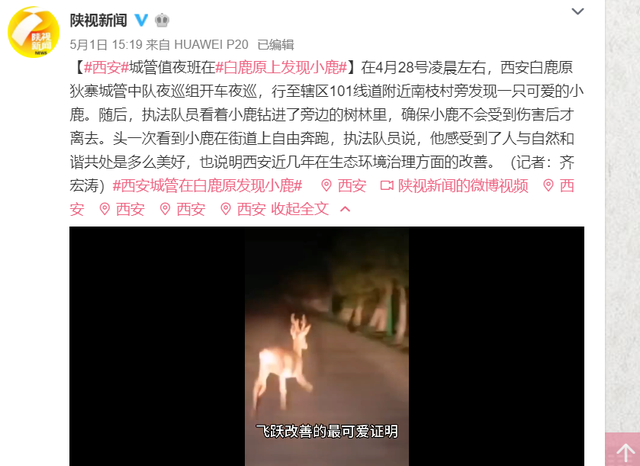 陕视新闻
5月1日 15:19 来自 HUAWEI P20 已编辑
【#西安#城管值夜班在#白鹿原上发现小鹿#】在4月28号凌晨左右，西安白鹿原
狄寨城管中队夜巡组开车夜巡，行至辖区101线道附近南枝村旁发现一只可爱的小
鹿。随后，执法队员看着小鹿钻进了旁边的树林里，确保小鹿不会受到伤害后才
离去。头一次看到小鹿在街道上自由奔跑，执法队员说，他感受到了人与自然和
谐共处是多么美好，也说明西安近几年在生态环境治理方面的改善。（记者：齐
宏涛）#西安城管在白鹿原发现小鹿# 西安 陕视新闻的微博视频 西
安 西安 西安 西安 收起全文
飞跃改善的最可爱证明